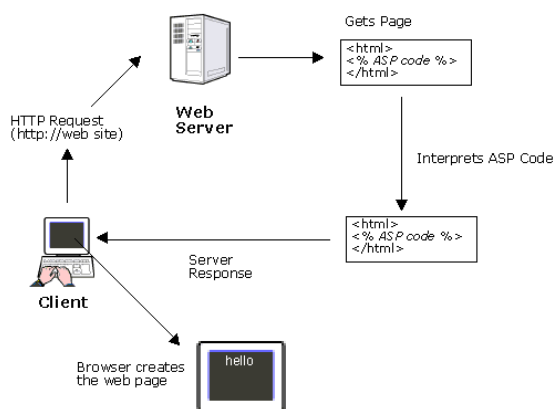 Gets Page
<html>
<% ASP code %>
</html>
Web
Server
HTTP Request
(http://web site)
Interprets ASP Code
<html>
<% ASP code %>
</html>
Server
Response
Client
Browser creates
the web page
hello